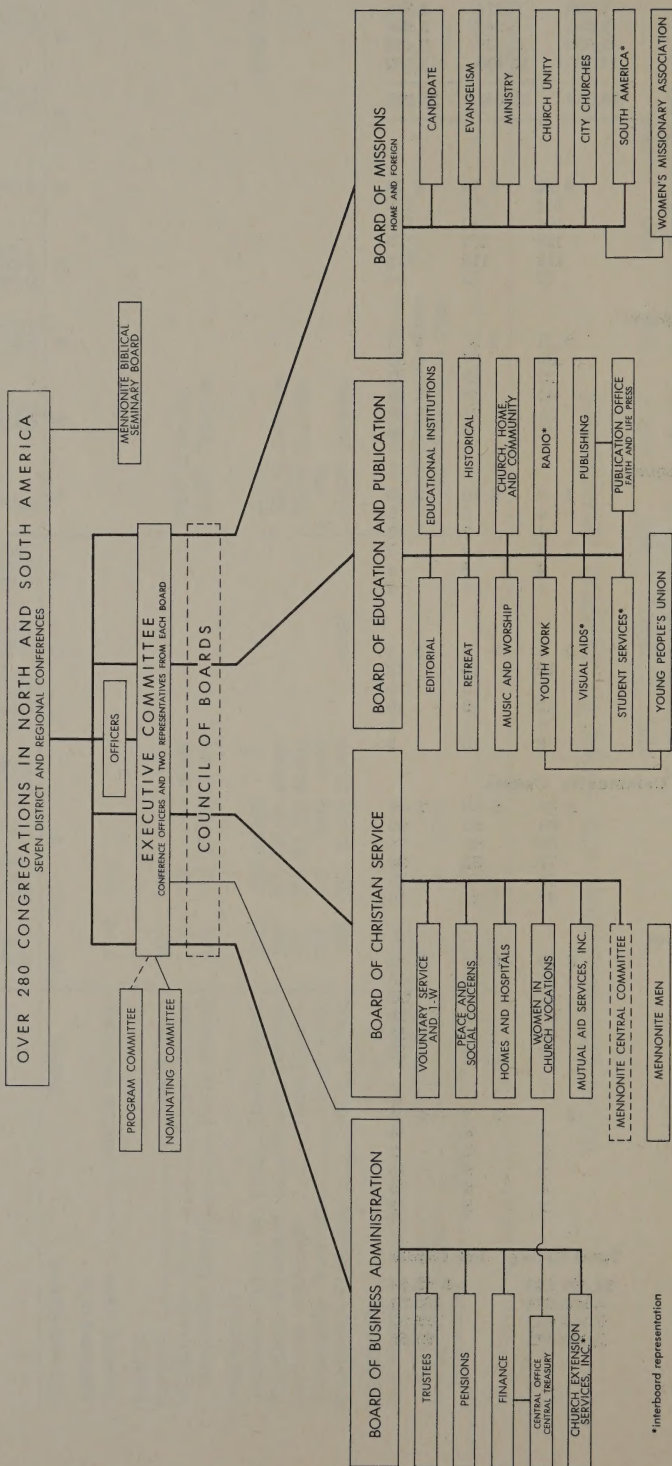 OVER 280 CONGREGATIONS IN NORTH AND SOUTH AMERICA
SEVEN DISTRICT AND REGIONAL CONFERENCES
MENNONITE BIBLICAL
SEMINARY BOARD
OFFICERS
EXECUTIVE COMMITTEE
CONFERENCE OFFICERS AND TWO REPRESENTATIVES FROM EACH BOARD
COUNCIL OF BOARDS
PROGRAM COMMITTEE
NOMINATING COMMITTEE
BOARD OF BUSINESS ADMINISTRATION
TRUSTEES
PENSIONS
FINANCE
CENTRAL OFFICE
CENTRAL TREASURY
CHURCH EXTENSION
SERVICES, INC.*
BOARD OF CHRISTIAN SERVICE
VOLUNTARY SERVICE
AND I-W
PEACE AND
SOCIAL CONCERNS
HOMES AND HOSPITALS
WOMEN IN
CHURCH VOCATIONS
MUTUAL AID SERVICES, INC.
MENNONITE CENTRAL COMMITTEE
MENNONITE MEN
BOARD OF EDUCATION AND PUBLICATION
EDITORIAL
RETREAT
MUSIC AND WORSHIP
YOUTH WORK
VISUAL AIDS*
STUDENT SERVICES*
YOUNG PEOPLE'S UNION
EDUCATIONAL INSTITUTIONS
HISTORICAL
CHURCH, HOME,
AND COMMUNITY
RADIO*
PUBLISHING
PUBLICATION OFFICE
FAITH AND LIFE PRESS
BOARD OF MISSIONS
HOME AND FOREIGN
CANDIDATE
EVANGELISM
MINISTRY
CHURCH UNITY
CITY CHURCHES
SOUTH AMERICA*
WOMEN'S MISSIONARY ASSOCIATION
*interboard representation